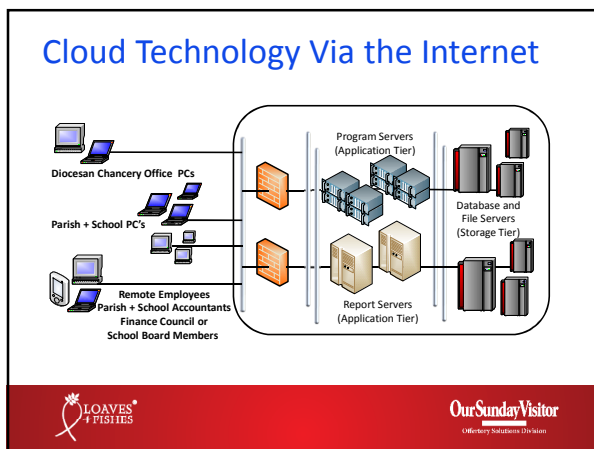 Cloud Technology Via the Internet
Diocesan Chancery Office PCs
Parish + School PC's
Remote Employees
Parish + School Accountants
Finance Council or
School Board Members
Program Servers
(Application Tier)
Report Servers
(Application Tier)
Database and
File Servers
(Storage Tier)
LOAVES
+ FISHES
®
OurSundayVisitor
Offertory Solutions Division